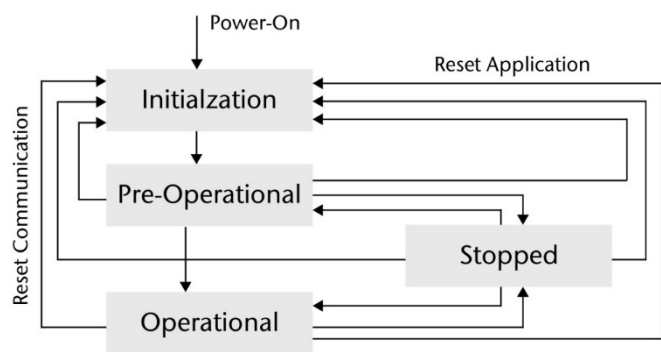 Power-On
Reset Application
Initialzation
Reset Communication
Pre-Operational
Stopped
Operational